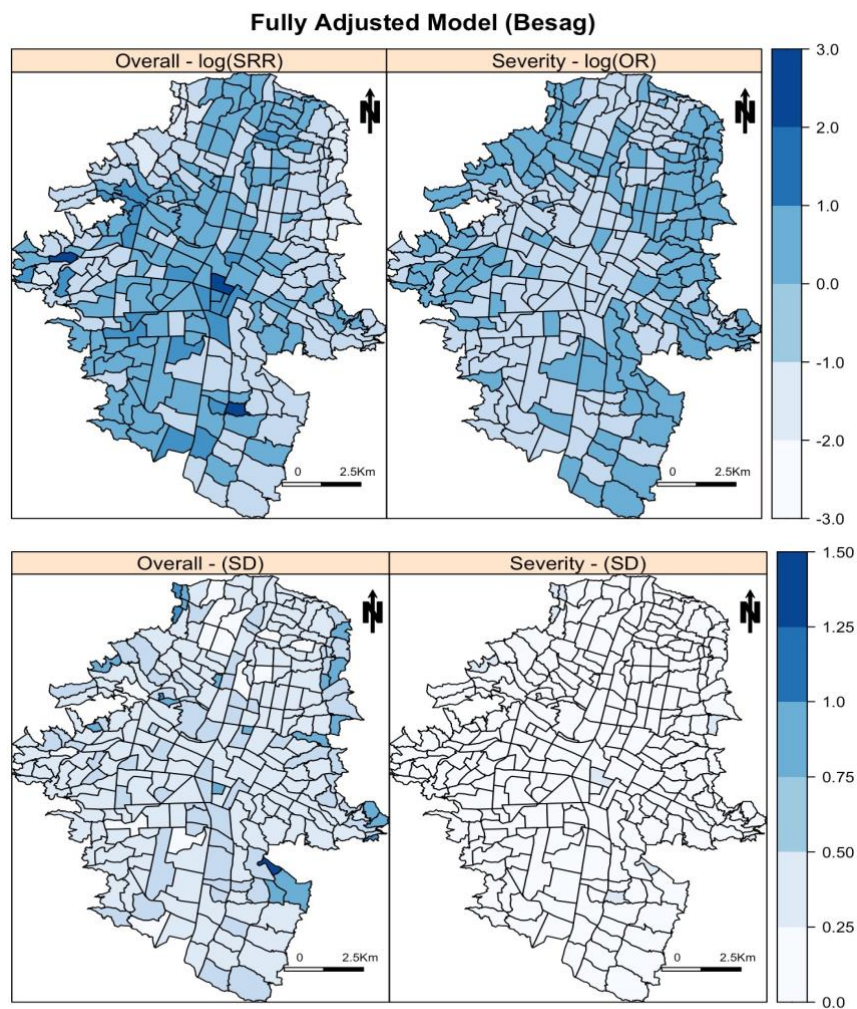 Fully Adjusted Model (Besag)
Overall - log(SRR)
Severity - log(OR)
N
N
3.0
2.0
1.0
0.0
-1.0
-2.0
-3.0
0 2.5Km
0 2.5Km
Overall - (SD)
Severity - (SD)
N
N
1.50
1.25
1.0
0.75
0.50
0.25
0.0
0 2.5Km
0 2.5Km